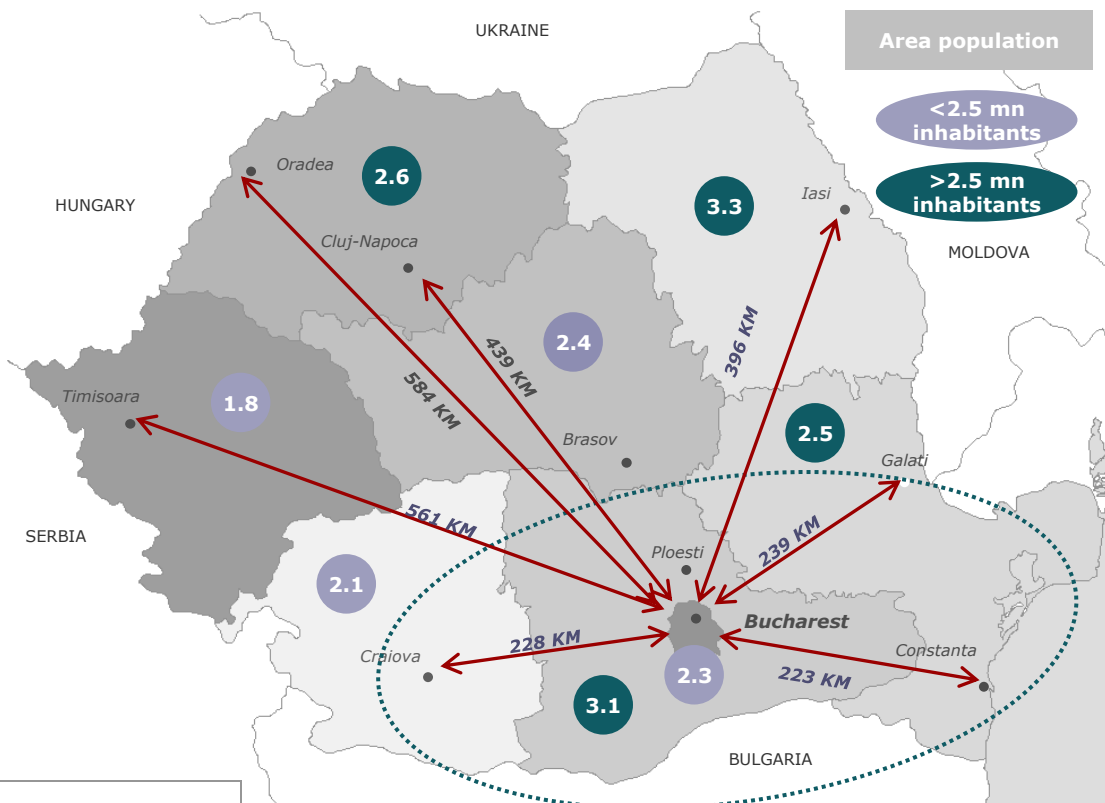 UKRAINE
Area population
<2.5 mn
inhabitants
>2.5 mn
inhabitants
Oradea
2.6
3.3
Iasi
HUNGARY
Cluj-Napoca
MOLDOVA
396 KM
439 KM
2.4
584 KM
Timisoara
1.8
2.5
Brasov
Galati
561 KM
SERBIA
239 KM
Ploesti
2.1
Bucharest
228 KM
Craiova
Constanta
2.3
223 KM
3.1
BULGARIA